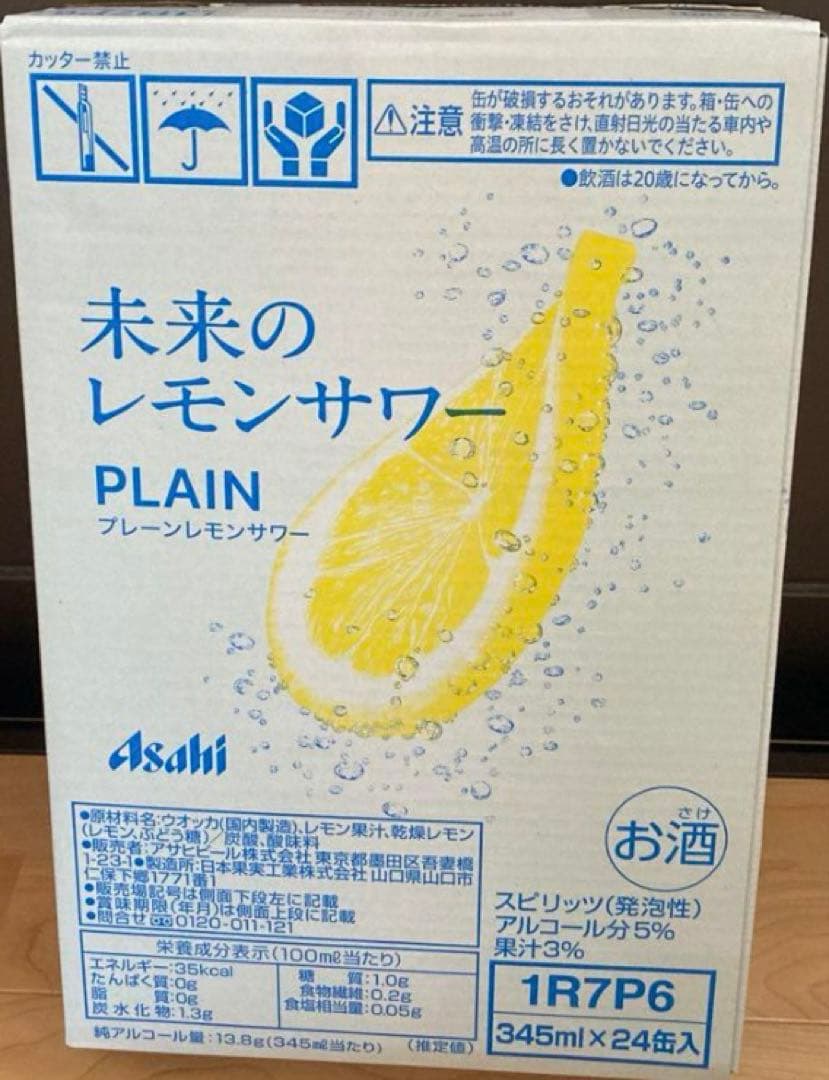 カッター禁止
注意
缶が破損するおそれがあります。箱・缶への
衝撃・凍結をさけ、直射日光の当たる車内や
高温の所に長く置かないでください。
●飲酒は20歳になってから。
未来の
レモンサワー
PLAIN
プレーンレモンサワー
Asahi
●原材料名:ウオッカ(国内製造)、レモン果汁、乾燥レモン
(レモン、ぶどう糖)/炭酸、酸味料
●販売者:アサヒビール株式会社 東京都墨田区吾妻橋
1-23-1●製造所:日本果実工業株式会社 山口県山口市
仁保下郷1771番1
●販売場記号は側面下段左に記載
●賞味期限(年月)は側面上段に記載
●問合せ 0120-011-121
栄養成分表示(100ml当たり)
エネルギー:35kcal
たんぱく質:0g
脂 質:0g
炭水化物:1.3g
糖 質:1.0g
食物繊維:0.2g
食塩相当量:0.05g
純アルコール量:13.8g(345ml当たり) (推定値)
さけ
お酒
スピリッツ(発泡性)
アルコール分5%
果汁3%
1R7P6
345ml×24缶入